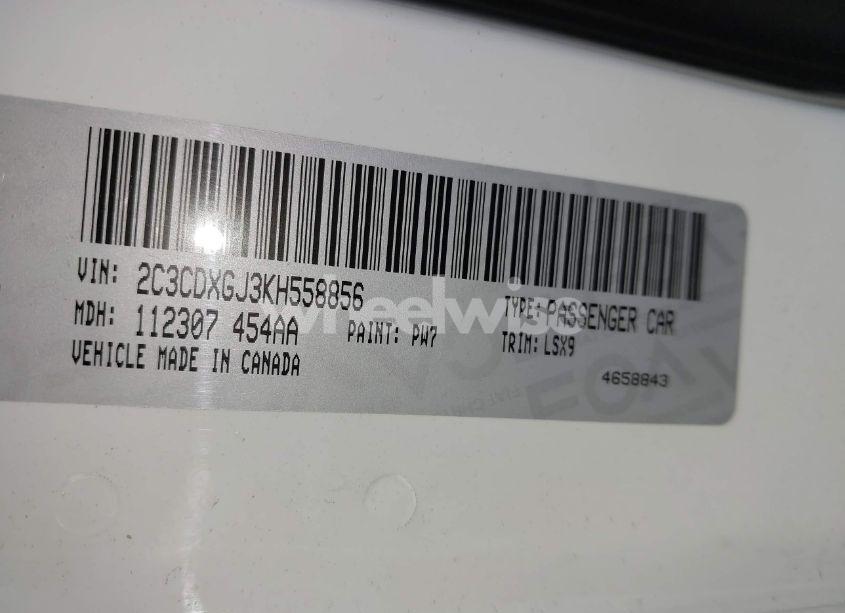 VIN: 2C3CDXGJ3KH558856
TYPE: PASSENGER CAR
MDH: 112307 454AA PAINT: PW7 TRIM: LSX9
VEHICLE MADE IN CANADA
4658843
wheelwise